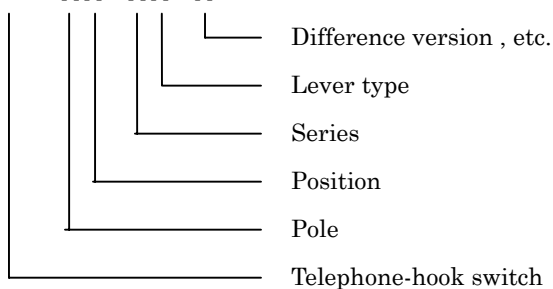 Difference version , etc.
Lever type
Series
Position
Pole
Telephone-hook switch